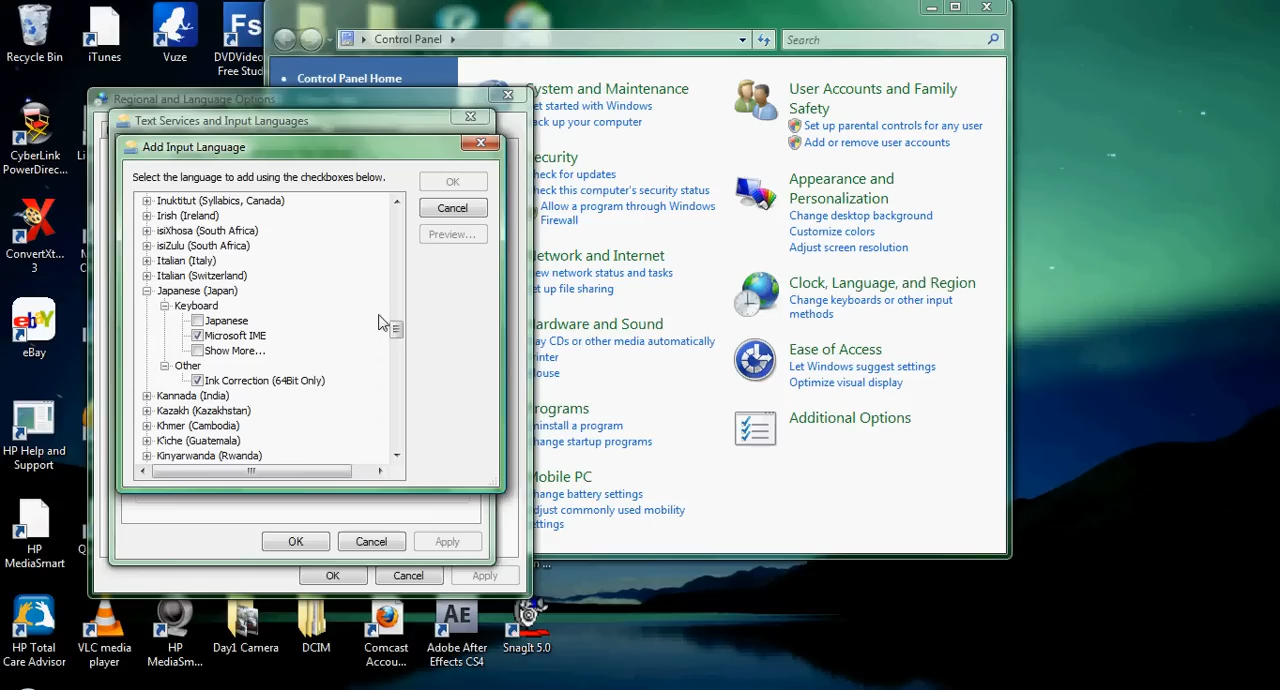 Recycle Bin
iTunes
Vuze
DVDVideo
Free Stud
CyberLink
PowerDirec...
ConvertXt...
3
ebY
eBay
HP Help and
Support
HP
MediaSmart
HP Total
Care Advisor
VLC media
player
HP
MediaSm...
Day1 Camera
DCIM
Comcast
Accou...
AE
Adobe After
Effects CS4
SnagIt 5.0
Control Panel
Search
Control Panel Home
System and Maintenance
et started with Windows
ack up your computer
ecurity
heck for updates
heck this computer's security status
Allow a program through Windows
Firewall
etwork and Internet
iew network status and tasks
et up file sharing
ardware and Sound
lay CDs or other media automatically
rinter
ouse
rograms
ninstall a program
hange startup programs
Mobile PC
hange battery settings
djust commonly used mobility
ettings
User Accounts and Family
Safety
Set up parental controls for any user
Add or remove user accounts
Appearance and
Personalization
Change desktop background
Customize colors
Adjust screen resolution
Clock, Language, and Region
Change keyboards or other input
methods
Ease of Access
Let Windows suggest settings
Optimize visual display
Additional Options
Regional and Language Options
Text Services and Input Languages
Add Input Language
Select the language to add using the checkboxes below.
Inuktitut (Syllabics, Canada)
Irish (Ireland)
isiXhosa (South Africa)
isiZulu (South Africa)
Italian (Italy)
Italian (Switzerland)
Japanese (Japan)
Keyboard
Japanese
Microsoft IME
Show More...
Other
Ink Correction (64Bit Only)
Kannada (India)
Kazakh (Kazakhstan)
Khmer (Cambodia)
K'iche (Guatemala)
Kinyarwanda (Rwanda)
OK
Cancel
Preview...
OK Cancel Apply
OK Cancel Apply